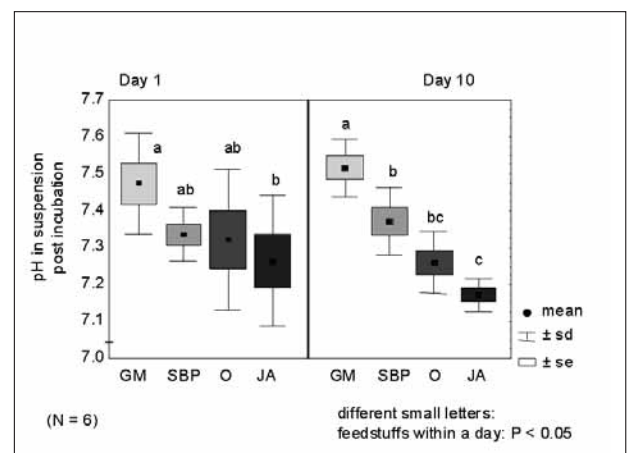 Day 1
Day 10
pH in suspension
post incubation
7.7
7.5
7.4
7.3
7.2
7.1
7.0
a
ab
ab
b
a
b
bc
c
GM SBP O JA
GM SBP O JA
mean
± sd
± se
(N = 6)
different small letters:
feedstuffs within a day: P < 0.05